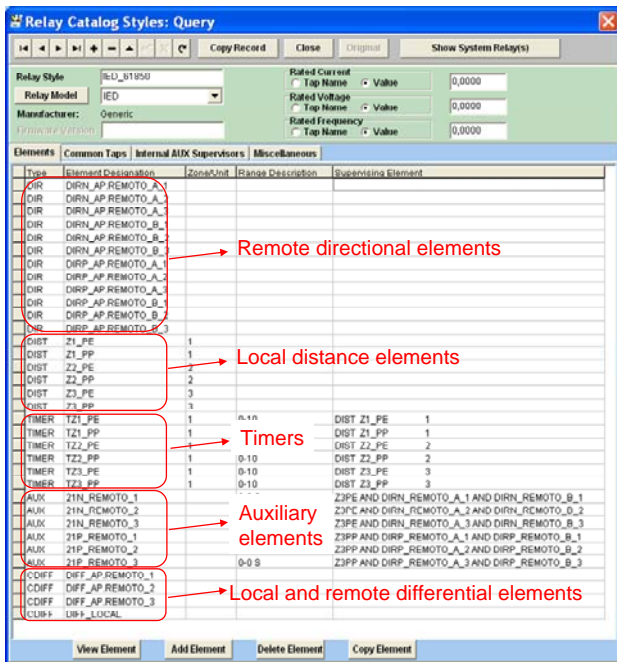 Relay Catalog Styles: Query
Copy Record Close Original Show System Relay(s)
Relay Style IED_61850
Relay Model IED
Manufacturer: Generic
Firmware Version
Rated Current
Tap Name Value 0,0000
Rated Voltage
Tap Name Value 0,0000
Rated Frequency
Tap Name Value 0,0000
Elements Common Taps Internal AUX Supervisors Miscellaneous
Type Element Designation Zone/Unit Range Description Supervising Element
DIR DIRN_AP.REMOTO_A_1
DIR DIRN_AP.REMOTO_A_2
DIR DIRN_AP.REMOTO_A_3
DIR DIRN_AP.REMOTO_B_1
DIR DIRN_AP.REMOTO_B_2
DIR DIRN_AP.REMOTO_B_3
DIR DIRP_AP.REMOTO_A_1
DIR DIRP_AP.REMOTO_A_2
DIR DIRP_AP.REMOTO_A_3
DIR DIRP_AP.REMOTO_B_1
DIR DIRP_AP.REMOTO_B_2
DIR DIRP_AP.REMOTO_B_3
Remote directional elements
DIST Z1_PE 1
DIST Z1_PP 1
DIST Z2_PE 2
DIST Z2_PP 2
DIST Z3_PE 3
DIST Z3_PP 3
Local distance elements
TIMER TZ1_PE 1 0-10 DIST Z1_PE 1
TIMER TZ1_PP 1 DIST Z1_PP 1
TIMER TZ2_PE 1 DIST Z2_PE 2
TIMER TZ2_PP 1 0-10 DIST Z2_PP 2
TIMER TZ3_PE 1 0-10 DIST Z3_PE 3
TIMER TZ3_PP 1 0-10 DIST Z3_PP 3
Timers
AUX 21N_REMOTO_1 Z3PE AND DIRN_REMOTO_A_1 AND DIRN_REMOTO_B_1
AUX 21N_REMOTO_2 Z3PE AND DIRN_REMOTO_A_2 AND DIRN_REMOTO_B_2
AUX 21N_REMOTO_3 Z3PE AND DIRN_REMOTO_A_3 AND DIRN_REMOTO_B_3
AUX 21P_REMOTO_1 Z3PP AND DIRP_REMOTO_A_1 AND DIRP_REMOTO_B_1
AUX 21P_REMOTO_2 Z3PP AND DIRP_REMOTO_A_2 AND DIRP_REMOTO_B_2
AUX 21P_REMOTO_3 0-0 S Z3PP AND DIRP_REMOTO_A_3 AND DIRP_REMOTO_B_3
Auxiliary
elements
CDIFF DIFF_AP.REMOTO_1
CDIFF DIFF_AP.REMOTO_2
CDIFF DIFF_AP.REMOTO_3
CDIFF DIFF_LOCAL
Local and remote differential elements
View Element Add Element Delete Element Copy Element